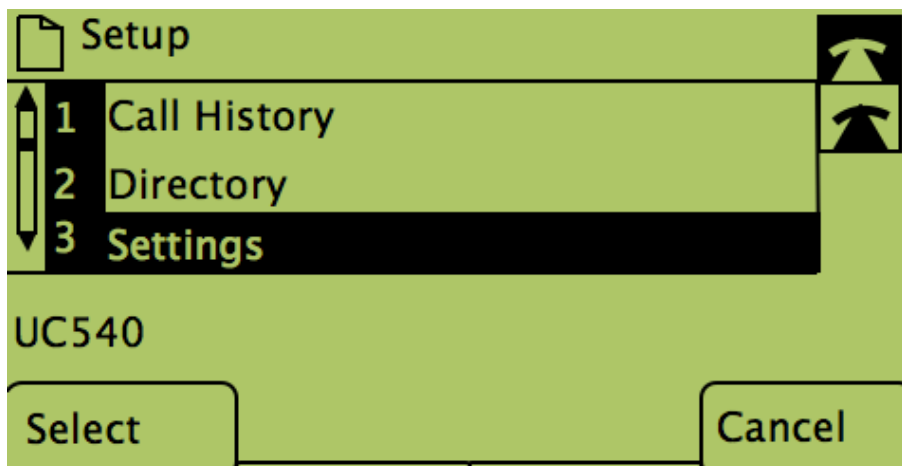 Setup
1 Call History
2 Directory
3 Settings
UC540
Select Cancel